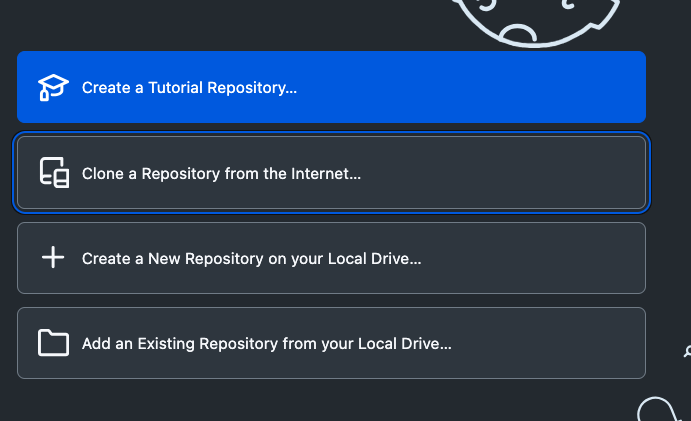 Create a Tutorial Repository...
Clone a Repository from the Internet...
Create a New Repository on your Local Drive...
Add an Existing Repository from your Local Drive...